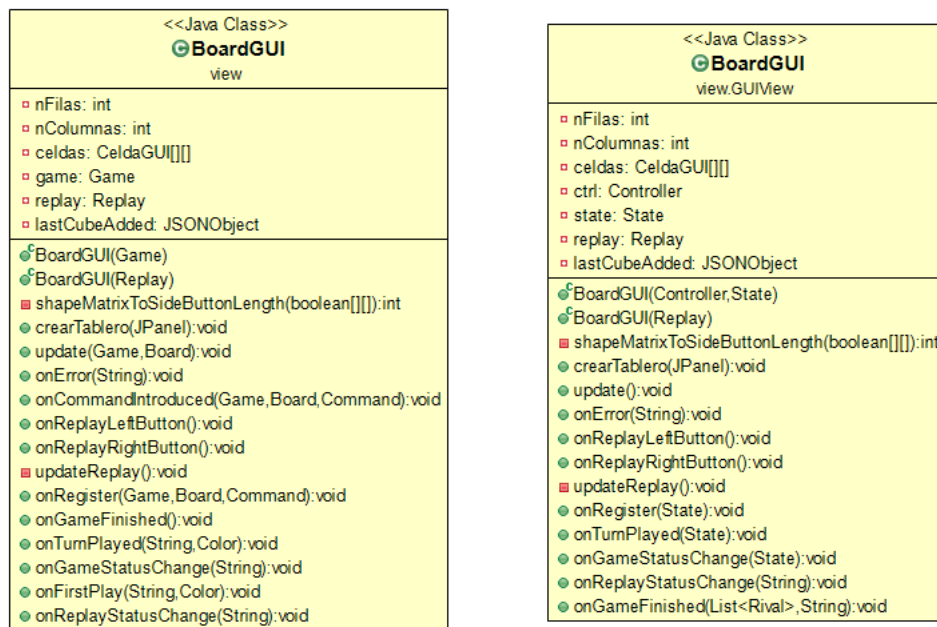 <<Java Class>>
BoardGUI
view
nFilas: int
nColumnas: int
celdas: CeldaGUI[][]
game: Game
replay: Replay
lastCubeAdded: JSONObject
BoardGUI(Game)
BoardGUI(Replay)
shapeMatrixToSideButtonLength(boolean[][]):int
crearTablero(JPanel):void
update(Game,Board):void
onError(String):void
onCommandIntroduced(Game,Board,Command):void
onReplayLeftButton():void
onReplayRightButton():void
updateReplay():void
onRegister(Game,Board,Command):void
onGameFinished():void
onTurnPlayed(String,Color):void
onGameStatusChange(String):void
onFirstPlay(String,Color):void
onReplayStatusChange(String):void
<<Java Class>>
BoardGUI
view.GUIView
nFilas: int
nColumnas: int
celdas: CeldaGUI[][]
ctrl: Controller
state: State
replay: Replay
lastCubeAdded: JSONObject
BoardGUI(Controller,State)
BoardGUI(Replay)
shapeMatrixToSideButtonLength(boolean[][]):int
crearTablero(JPanel):void
update():void
onError(String):void
onReplayLeftButton():void
onReplayRightButton():void
updateReplay():void
onRegister(State):void
onTurnPlayed(State):void
onGameStatusChange(State):void
onReplayStatusChange(String):void
onGameFinished(List<Rival>,String):void